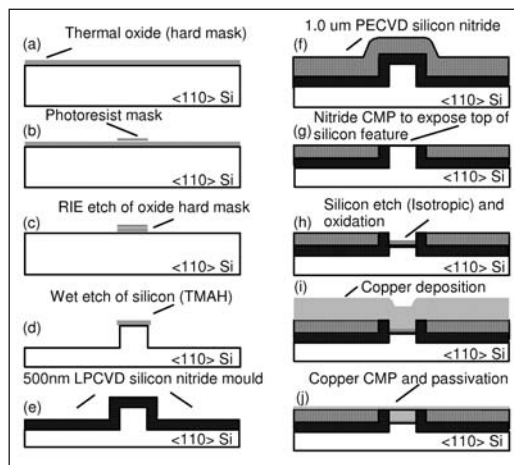 Thermal oxide (hard mask)
(a)
<110> Si
Photoresist mask
(b)
<110> Si
RIE etch of oxide hard mask
(c)
<110> Si
Wet etch of silicon (TMAH)
(d)
<110> Si
500nm LPCVD silicon nitride mould
(e)
<110> Si
1.0 um PECVD silicon nitride
(f)
<110> Si
Nitride CMP to expose top of
(g) silicon feature
<110> Si
Silicon etch (Isotropic) and
(h) oxidation
<110> Si
(i) Copper deposition
<110> Si
Copper CMP and passivation
(j)
<110> Si